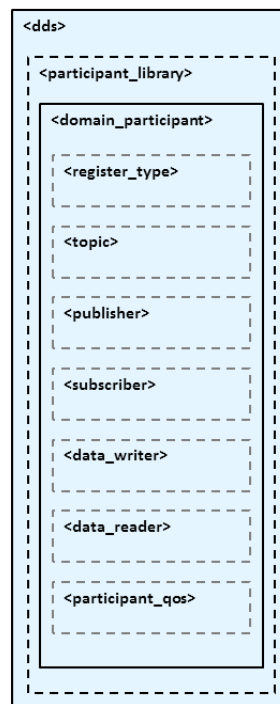 <dds>
<participant_library>
<domain_participant>
<register_type>
<topic>
<publisher>
<subscriber>
<data_writer>
<data_reader>
<participant_qos>